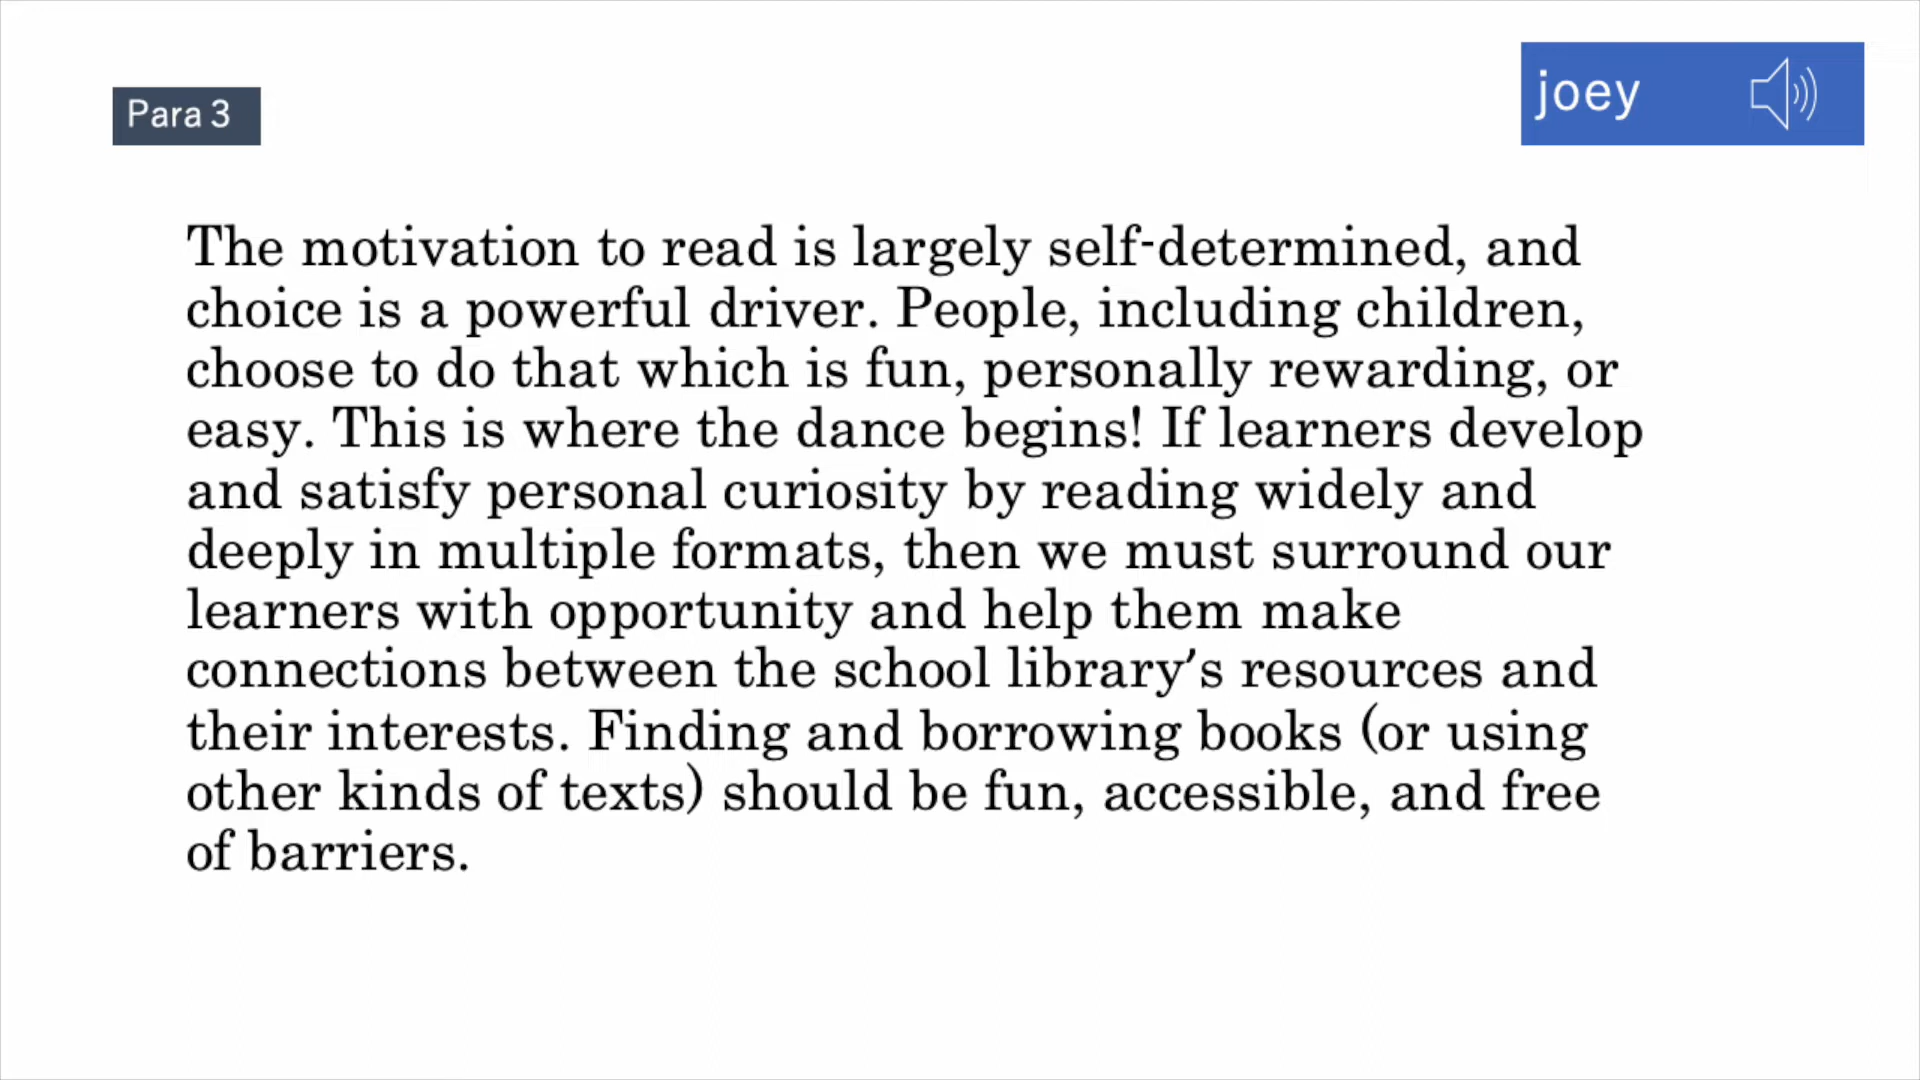 Para 3
joey
The motivation to read is largely self-determined, and
choice is a powerful driver. People, including children,
choose to do that which is fun, personally rewarding, or
easy. This is where the dance begins! If learners develop
and satisfy personal curiosity by reading widely and
deeply in multiple formats, then we must surround our
learners with opportunity and help them make
connections between the school library’s resources and
their interests. Finding and borrowing books (or using
other kinds of texts) should be fun, accessible, and free
of barriers.